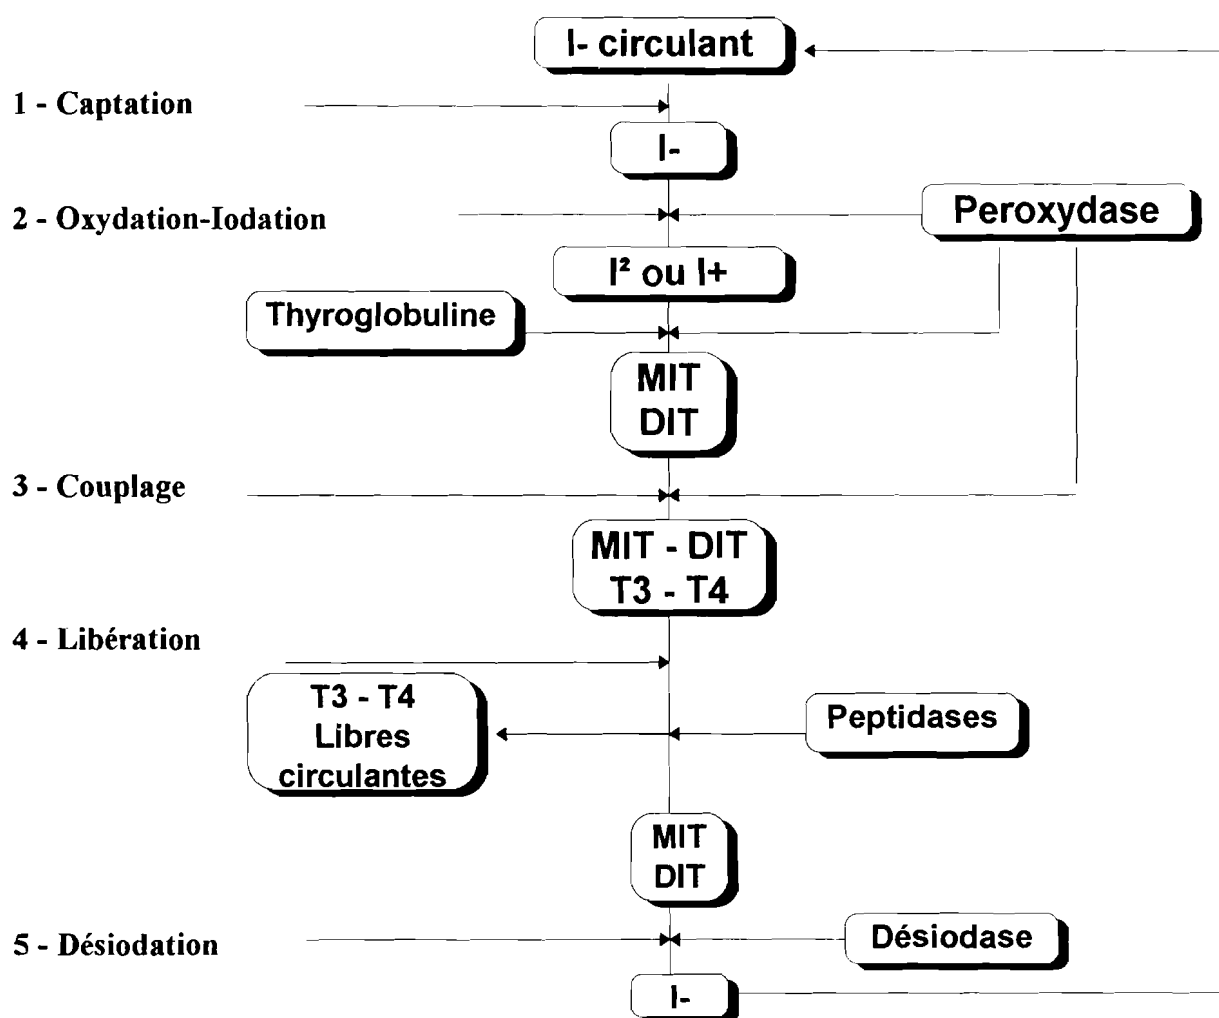 I- circulant
1 - Captation
I-
2 - Oxydation-Iodation
Peroxydase
I² ou I+
Thyroglobuline
MIT
DIT
3 - Couplage
MIT - DIT
T3 - T4
4 - Libération
T3 - T4
Libres
circulantes
Peptidases
MIT
DIT
5 - Désiodation
Désiodase
I-